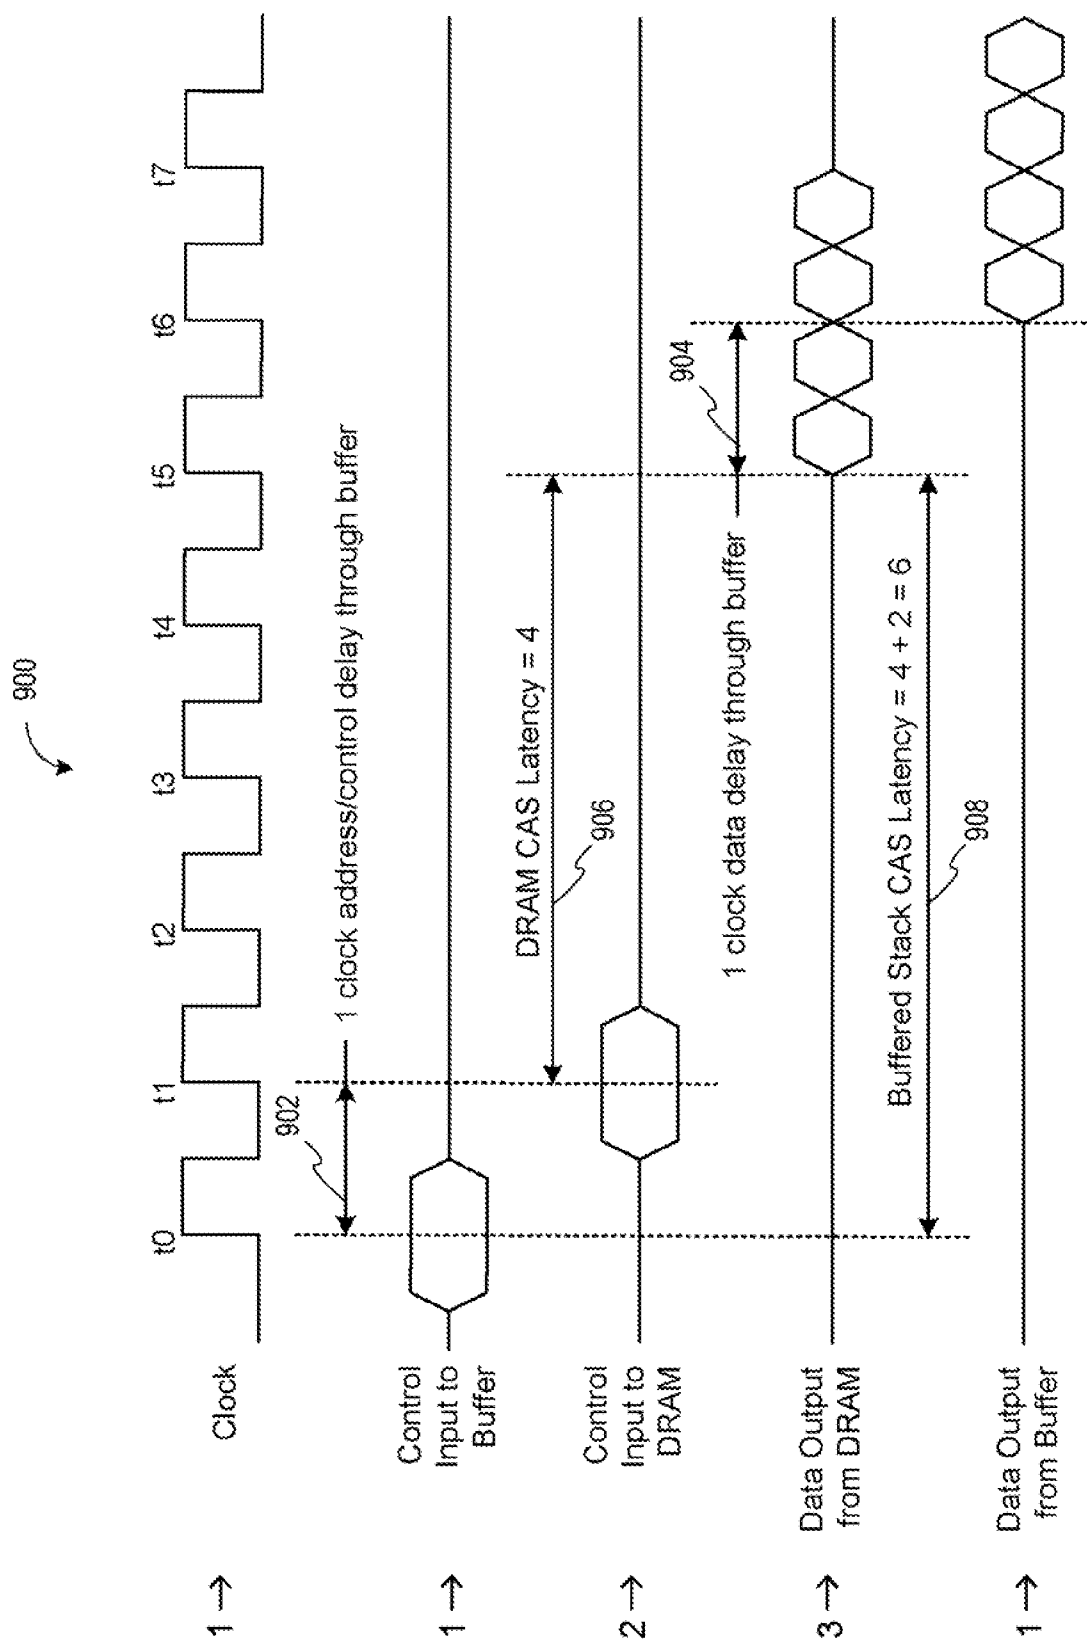 900
t0 t1 t2 t3 t4 t5 t6 t7
1 → Clock
902
1 clock address/control delay through buffer
1 → Control
Input to
Buffer
DRAM CAS Latency = 4
906
2 → Control
Input to
DRAM
904
1 clock data delay through buffer
3 → Data Output
from DRAM
Buffered Stack CAS Latency = 4 + 2 = 6
908
1 → Data Output
from Buffer